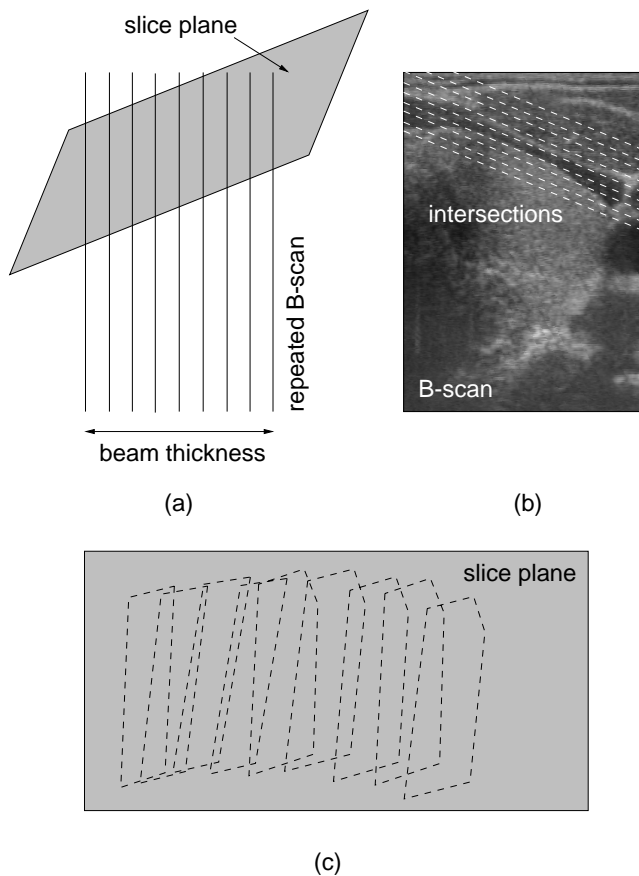 slice plane
repeated B-scan
beam thickness
(a)
intersections
B-scan
(b)
slice plane
(c)